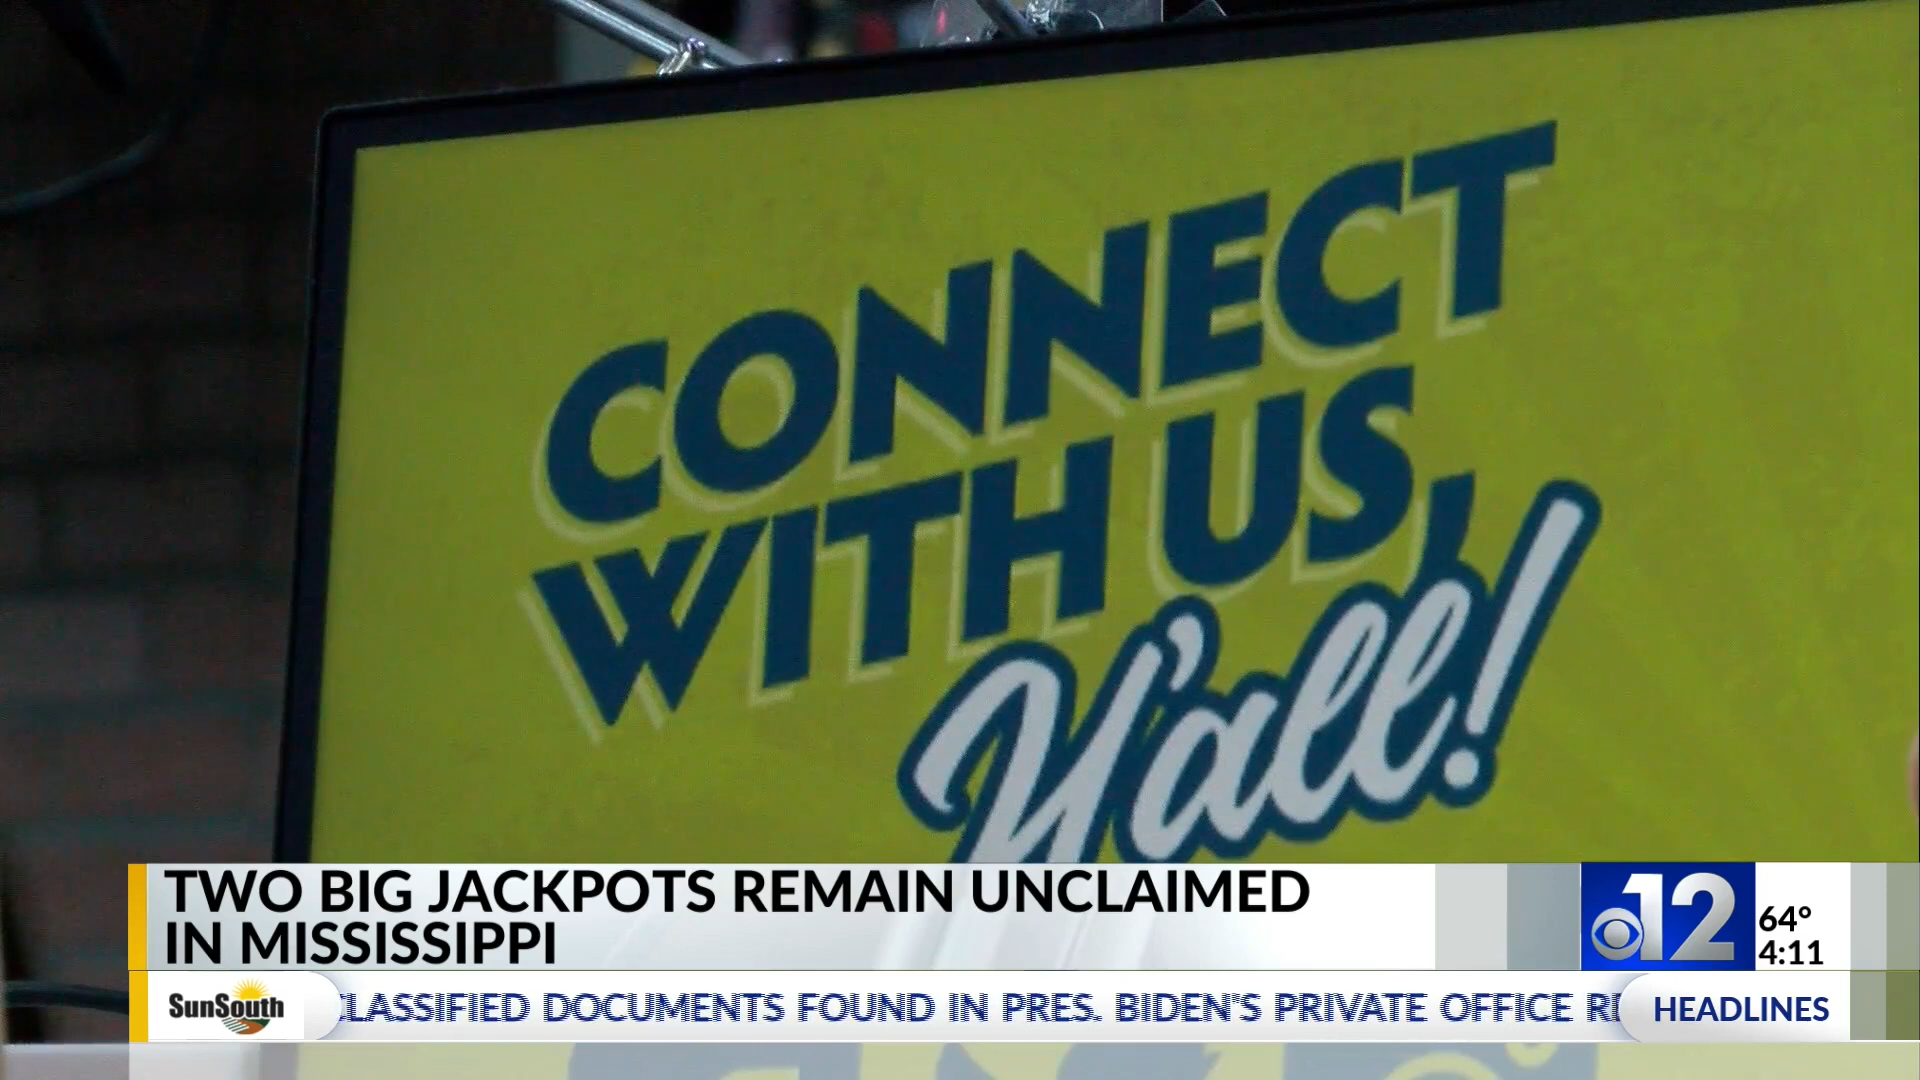 CONNECT
WITH US,
Y'all!
TWO BIG JACKPOTS REMAIN UNCLAIMED
IN MISSISSIPPI
12
64°
4:11
SunSouth
CLASSIFIED DOCUMENTS FOUND IN PRES. BIDEN'S PRIVATE OFFICE
HEADLINES